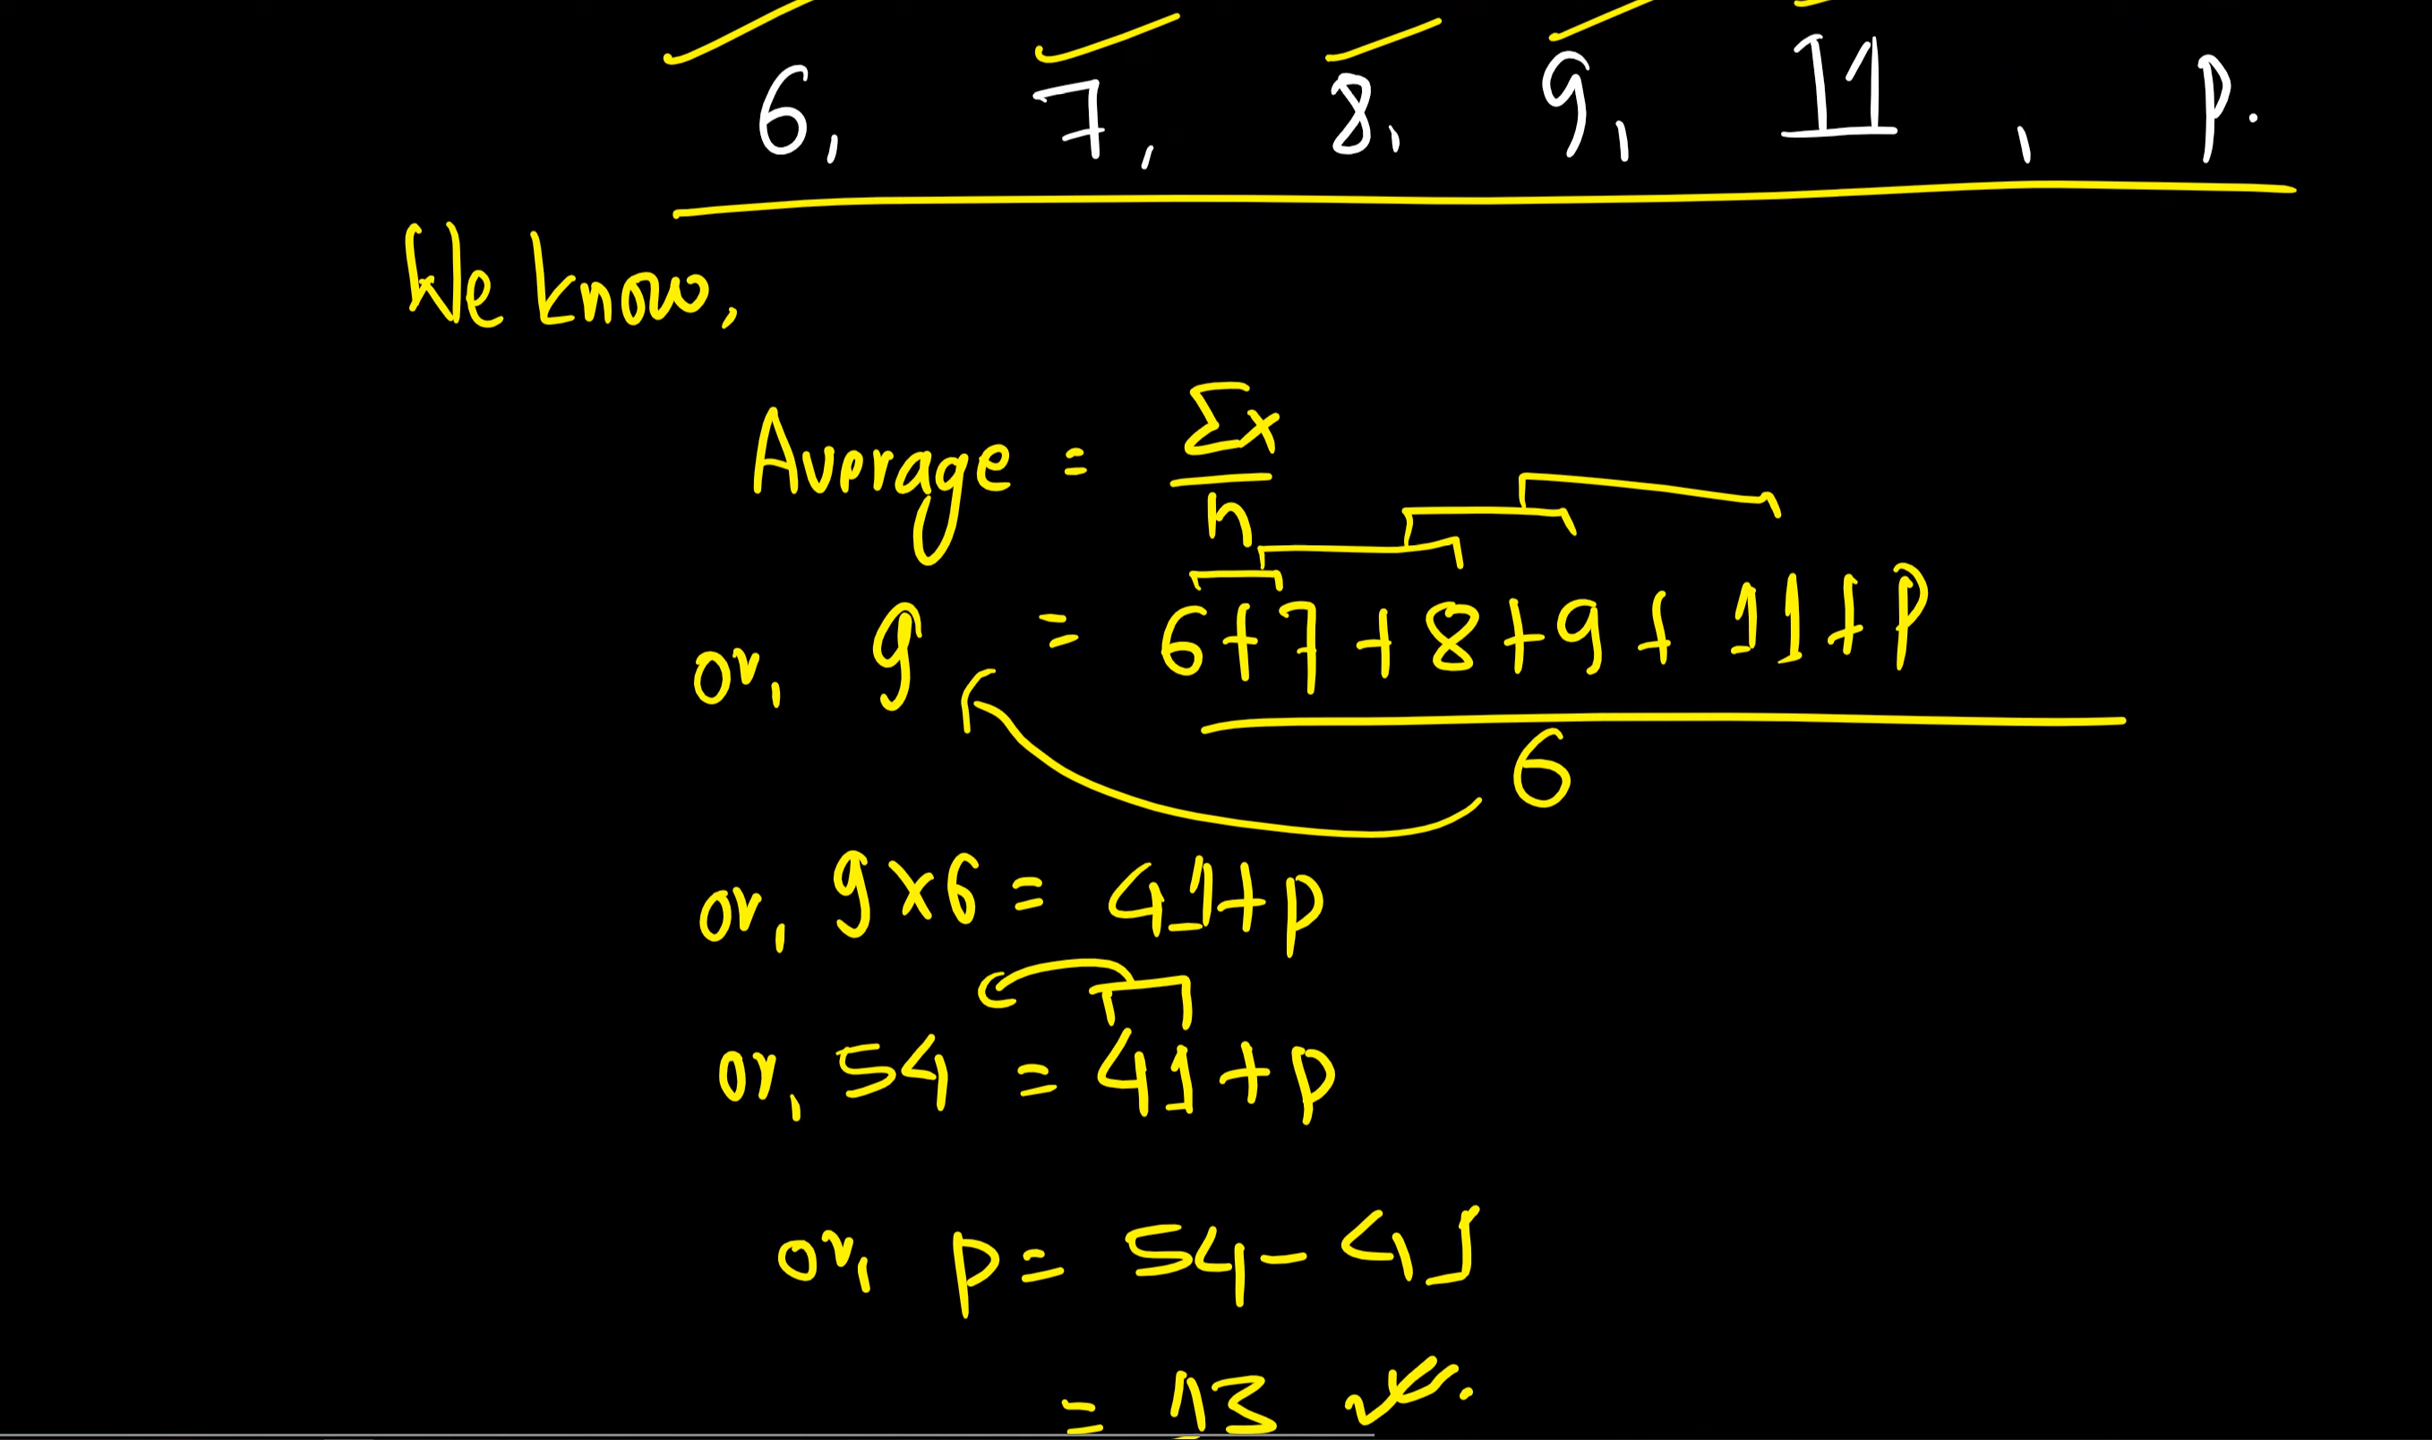 6, 7, 8, 9, 11, p.
We know,
Average = Σx
n
or, 9 = 6+7+8+9+11+p
6
or, 9×6 = 41+p
or, 54 = 41+p
or, p = 54-41
= 13